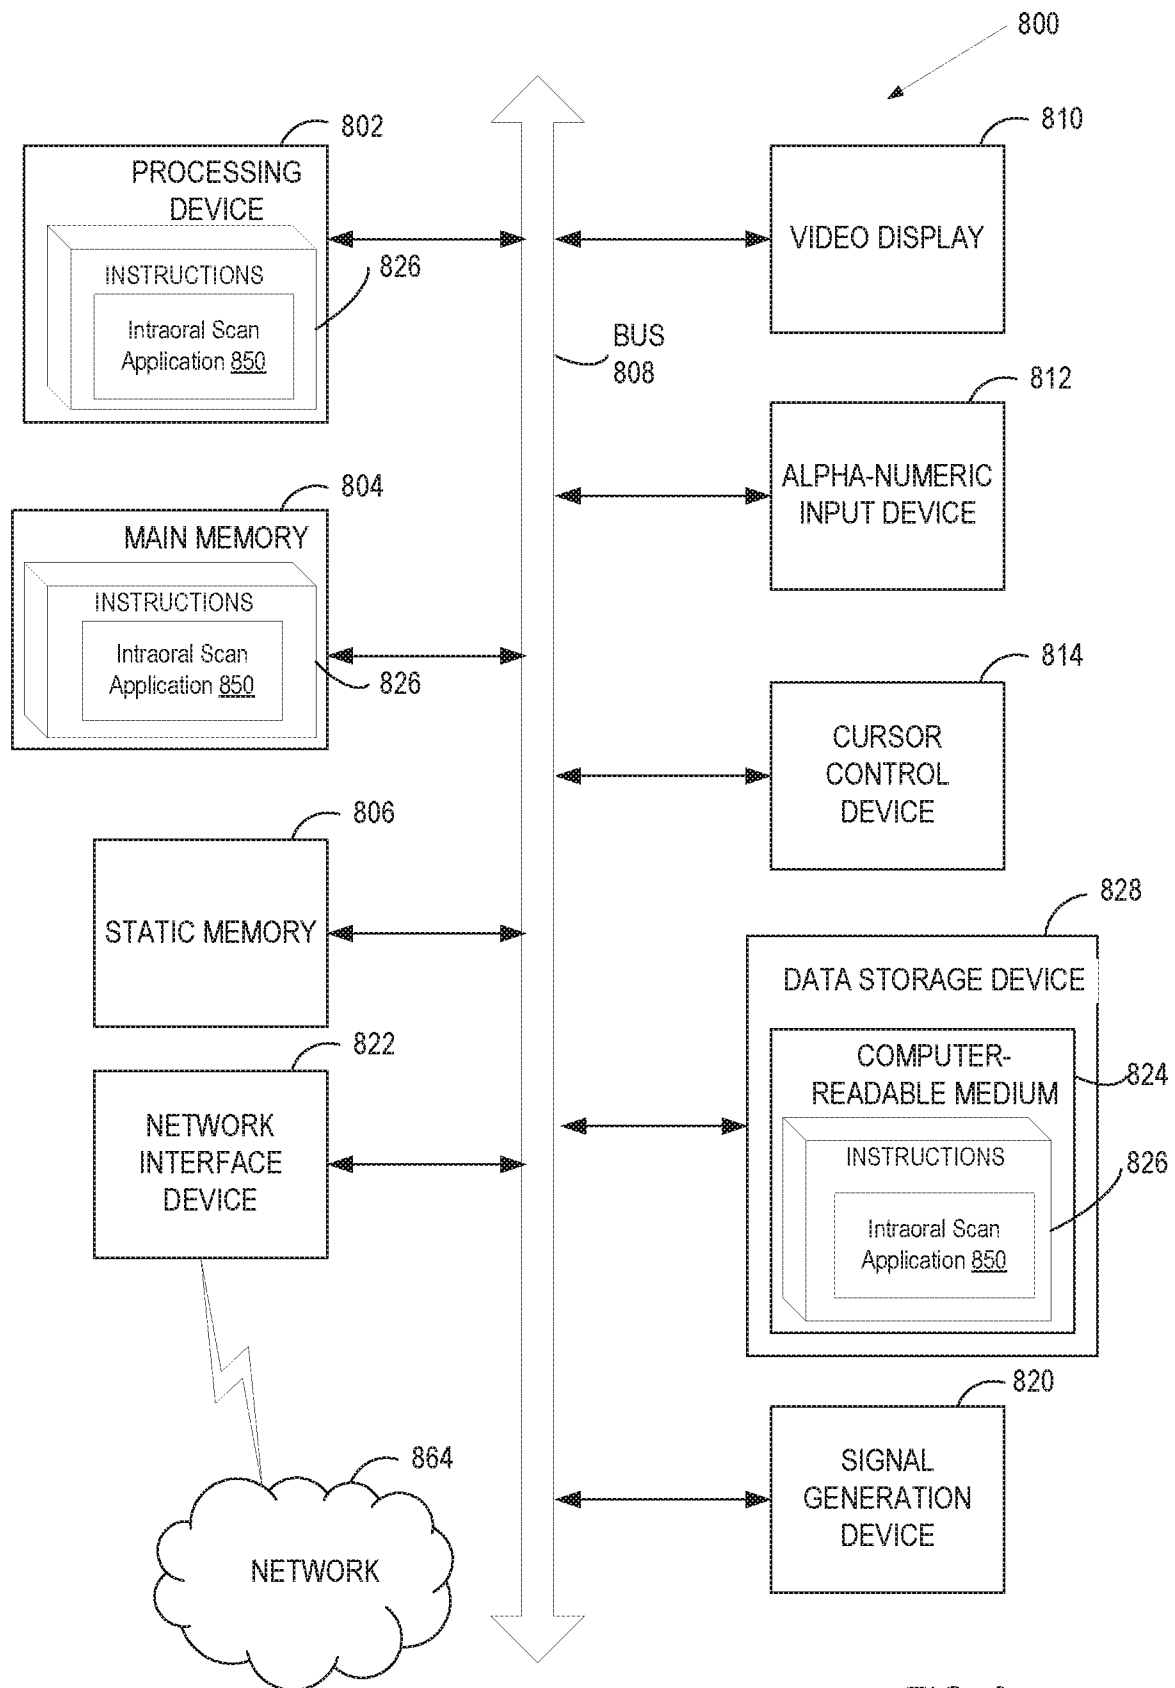 800
802
PROCESSING
DEVICE
INSTRUCTIONS
826
Intraoral Scan
Application 850
804
MAIN MEMORY
INSTRUCTIONS
Intraoral Scan
Application 850
826
806
STATIC MEMORY
822
NETWORK
INTERFACE
DEVICE
864
NETWORK
BUS
808
810
VIDEO DISPLAY
812
ALPHA-NUMERIC
INPUT DEVICE
814
CURSOR
CONTROL
DEVICE
828
DATA STORAGE DEVICE
COMPUTER-
READABLE MEDIUM
824
INSTRUCTIONS
826
Intraoral Scan
Application 850
820
SIGNAL
GENERATION
DEVICE